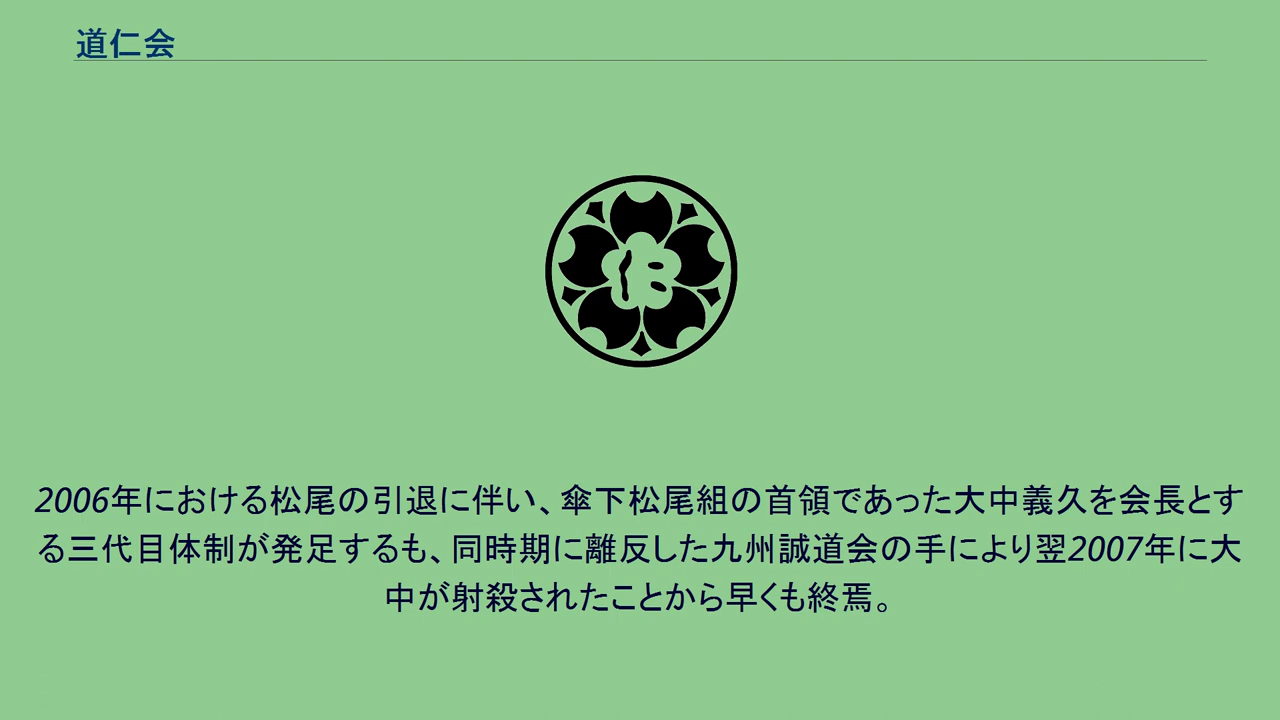 道仁会
2006年における松尾の引退に伴い、傘下松尾組の首領であった大中義久を会長とす
る三代目体制が発足するも、同時期に離反した九州誠道会の手により翌2007年に大
中が射殺されたことから早くも終焉。